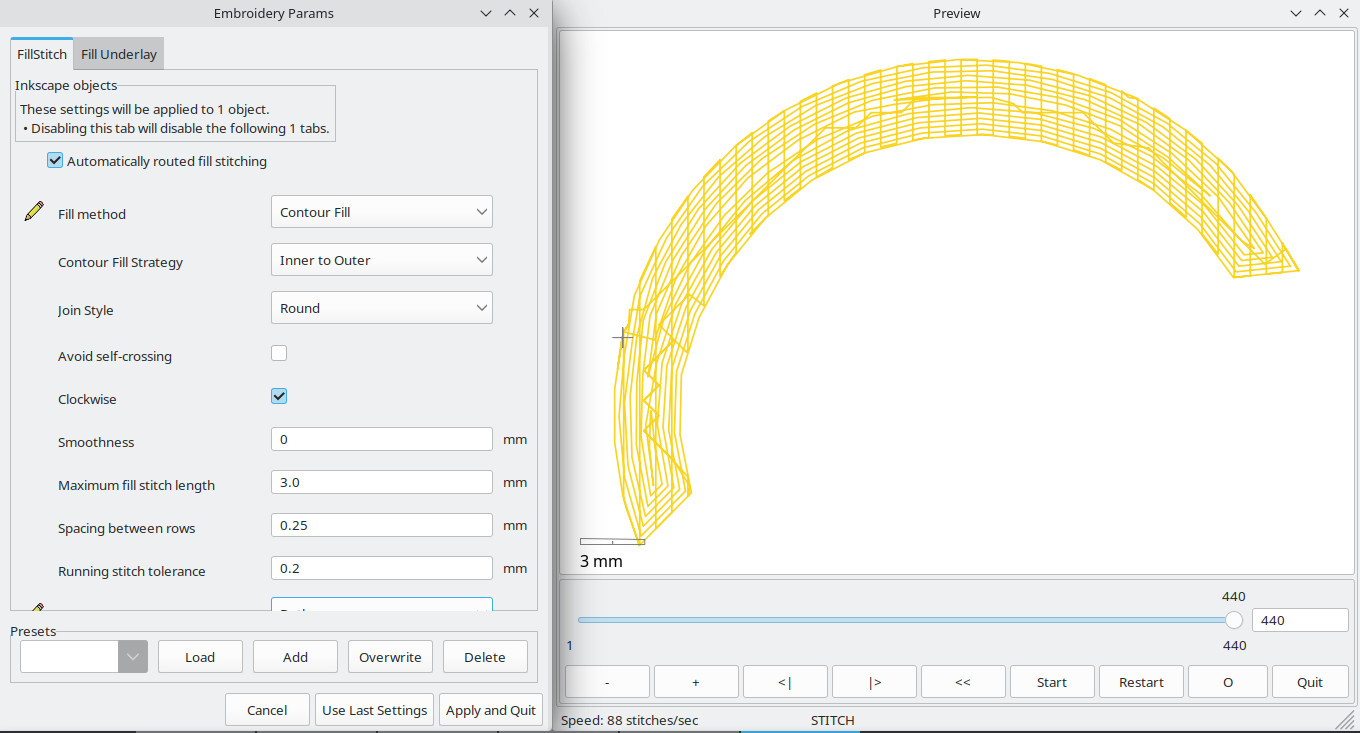 Embroidery Params
FillStitch
Fill Underlay
Inkscape objects
These settings will be applied to 1 object.
• Disabling this tab will disable the following 1 tabs.
Automatically routed fill stitching
Fill method
Contour Fill
Contour Fill Strategy
Inner to Outer
Join Style
Round
Avoid self-crossing
Clockwise
Smoothness
0
mm
Maximum fill stitch length
3.0
mm
Spacing between rows
0.25
mm
Running stitch tolerance
0.2
mm
Presets
Load
Add
Overwrite
Delete
Cancel
Use Last Settings
Apply and Quit
Preview
3 mm
440
440
1
440
-
+
<|
|>
<<
Start
Restart
O
Quit
Speed: 88 stitches/sec
STITCH